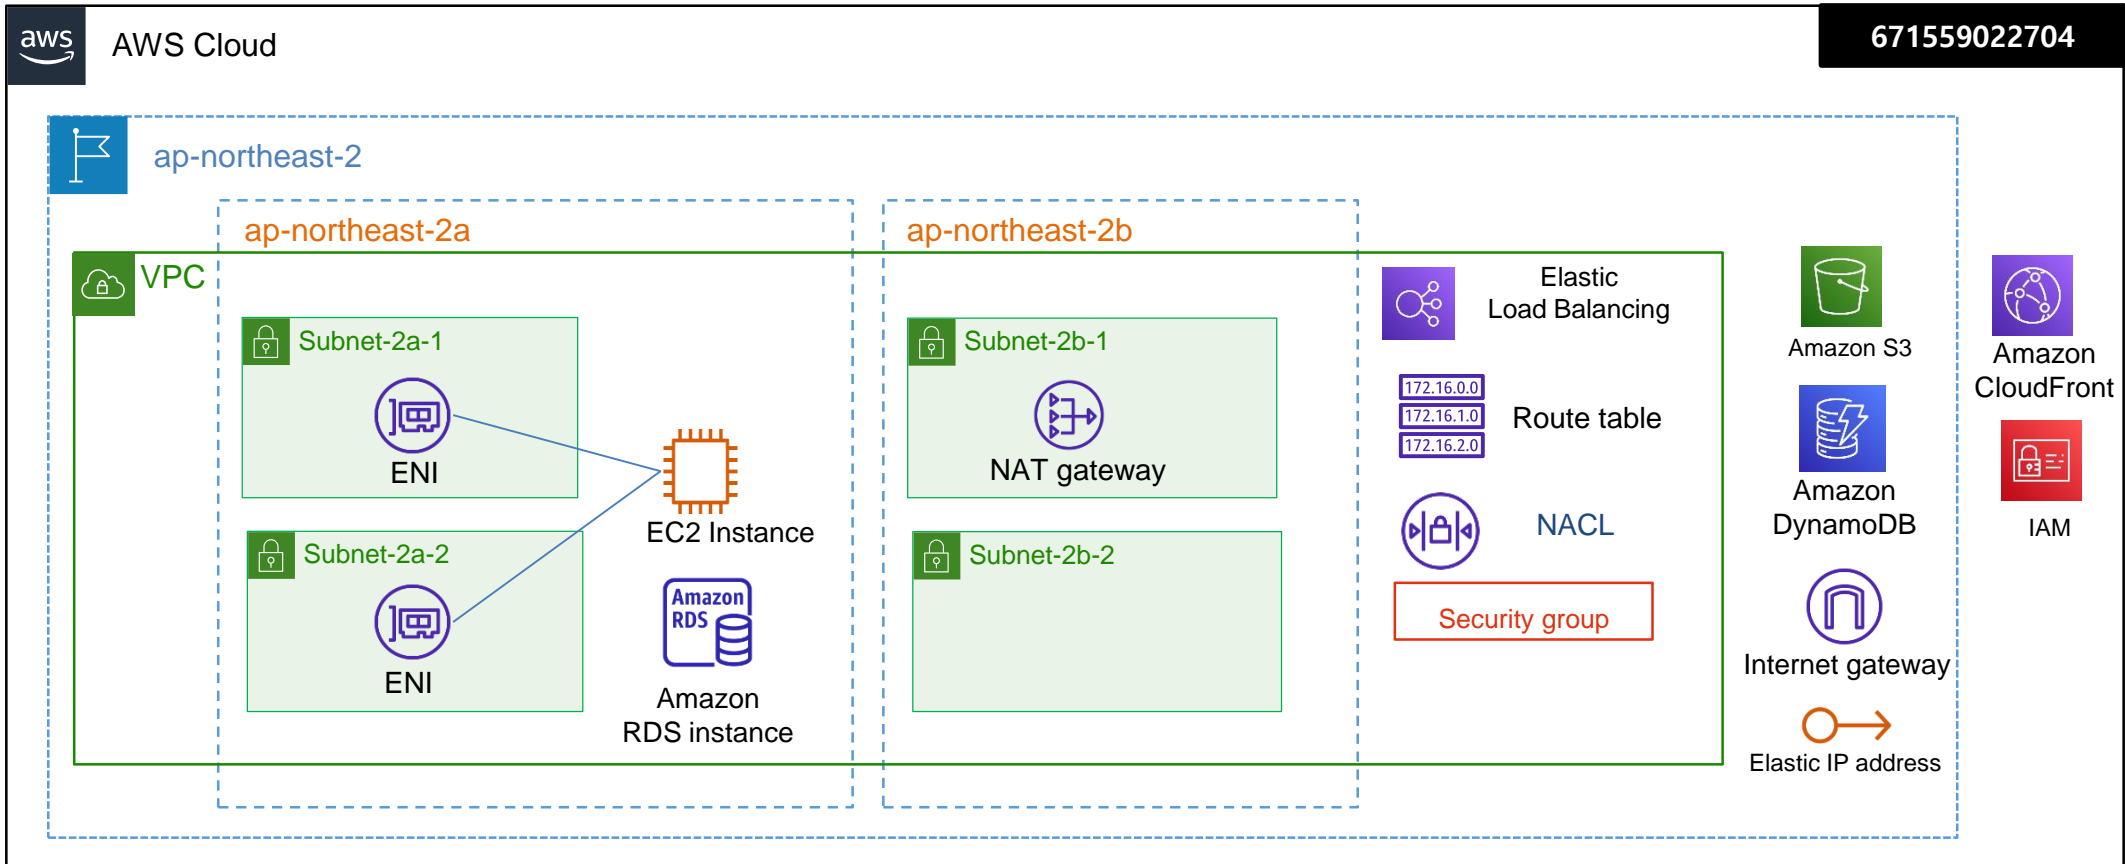 aws
AWS Cloud
671559022704
ap-northeast-2
ap-northeast-2a
ap-northeast-2b
VPC
Subnet-2a-1
ENI
Subnet-2a-2
ENI
EC2 Instance
Amazon
RDS
Amazon
RDS instance
Subnet-2b-1
NAT gateway
Subnet-2b-2
Elastic
Load Balancing
172.16.0.0
172.16.1.0
172.16.2.0
Route table
NACL
Security group
Amazon S3
Amazon
DynamoDB
Internet gateway
Elastic IP address
Amazon
CloudFront
IAM